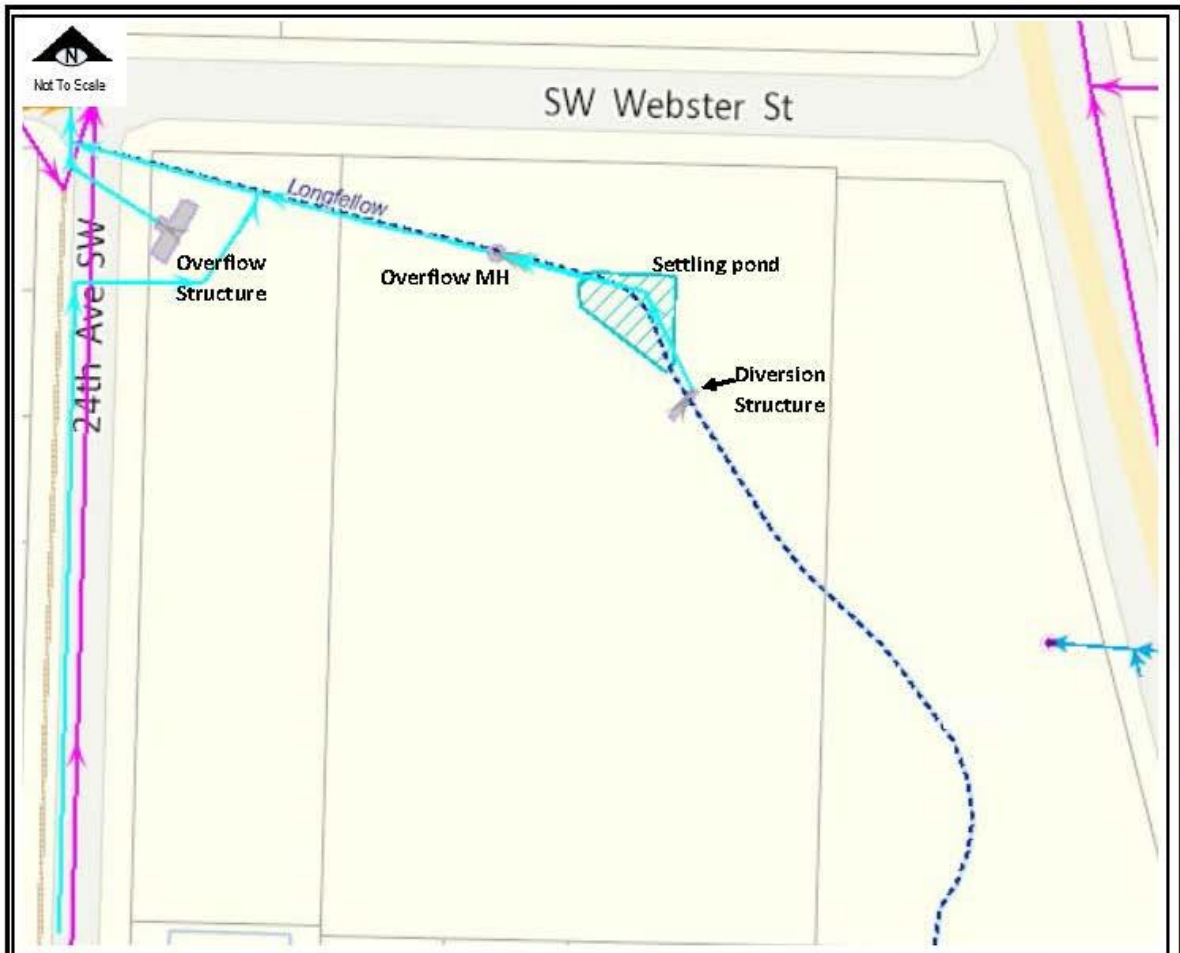 N
Not To Scale
SW Webster St
Longfellow
Overflow
Structure
Overflow MH
Settling pond
24th Ave SW
Diversion
Structure